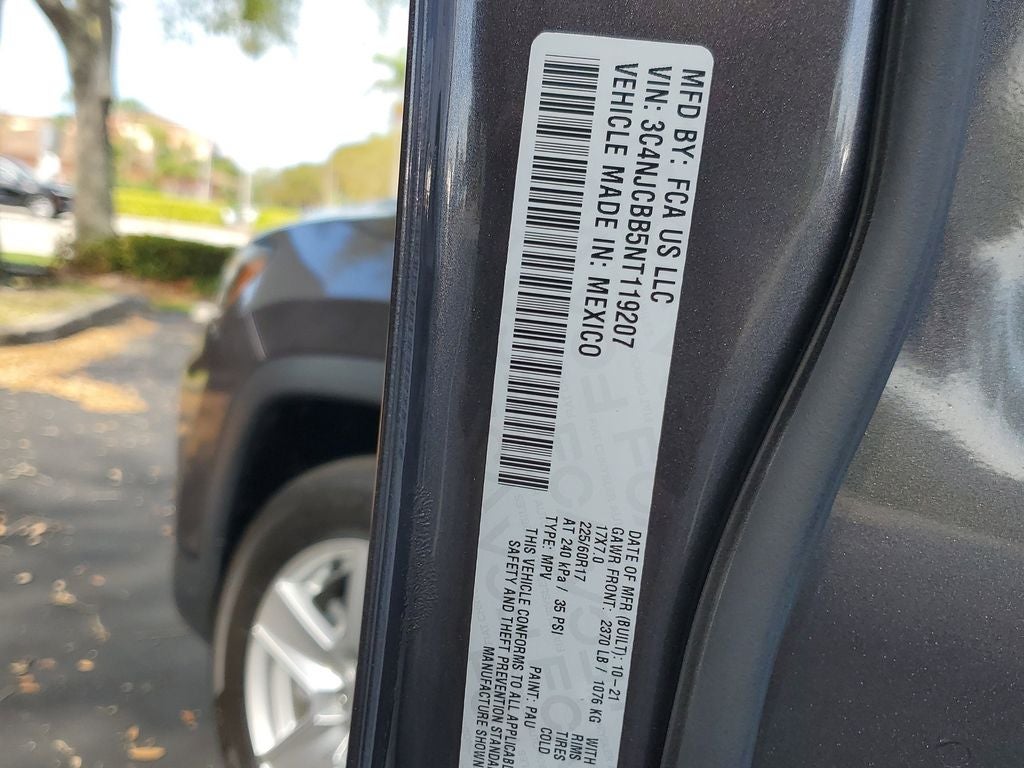 MFD BY: FCA US LLC
VIN: 3C4NJCBB5NT119207
VEHICLE MADE IN: MEXICO
DATE OF MFR (BUILT): 10-21
GAWR FRONT: 2370 LB / 1076 KG WITH
17X7.0 RIMS
225/60R17 TIRES
AT 240 kPa / 35 PSI COLD
TYPE: MPV PAINT: PAU
THIS VEHICLE CONFORMS TO ALL APPLICABL
SAFETY AND THEFT PREVENTION STANDA
MANUFACTURE SHOWN